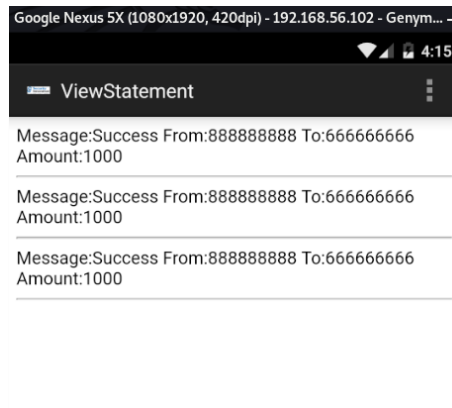 Google Nexus 5X (1080x1920, 420dpi) - 192.168.56.102 - Genym...
4:15
ViewStatement
Message:Success From:888888888 To:666666666
Amount:1000
Message:Success From:888888888 To:666666666
Amount:1000
Message:Success From:888888888 To:666666666
Amount:1000